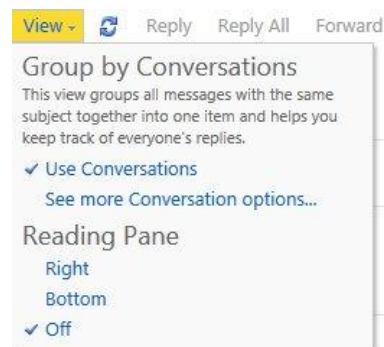 View Reply Reply All Forward
Group by Conversations
This view groups all messages with the same
subject together into one item and helps you
keep track of everyone's replies.
✓ Use Conversations
See more Conversation options...
Reading Pane
Right
Bottom
✓ Off